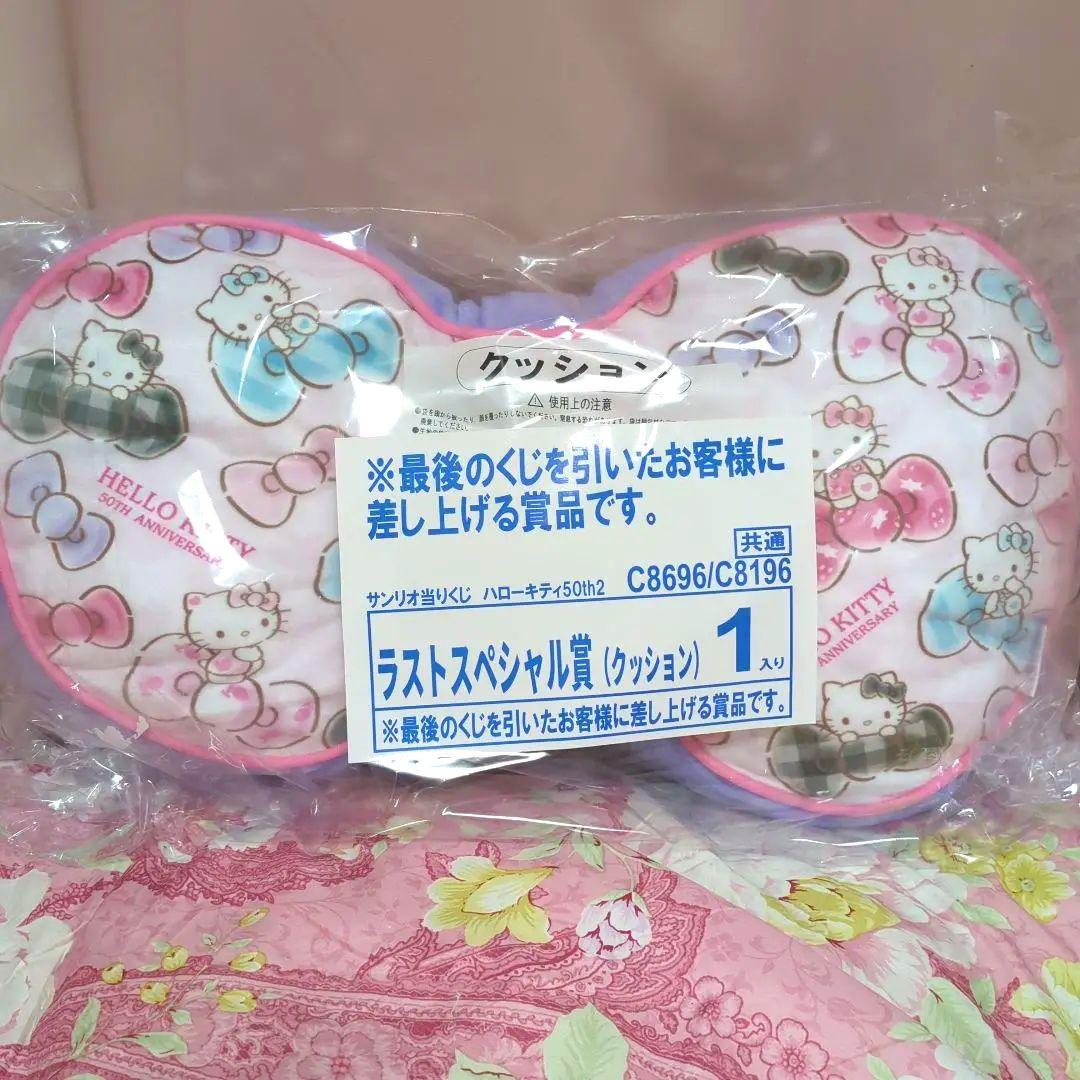 クッション
⚠ 使用上の注意
※最後のくじを引いたお客様に
差し上げる賞品です。
共通
サンリオ当りくじ ハローキティ50th2 C8696/C8196
ラストスペシャル賞(クッション) 1入り
※最後のくじを引いたお客様に差し上げる賞品です。
HELLO KITTY
50TH ANNIVERSARY
KITTY
ANNIVERSARY